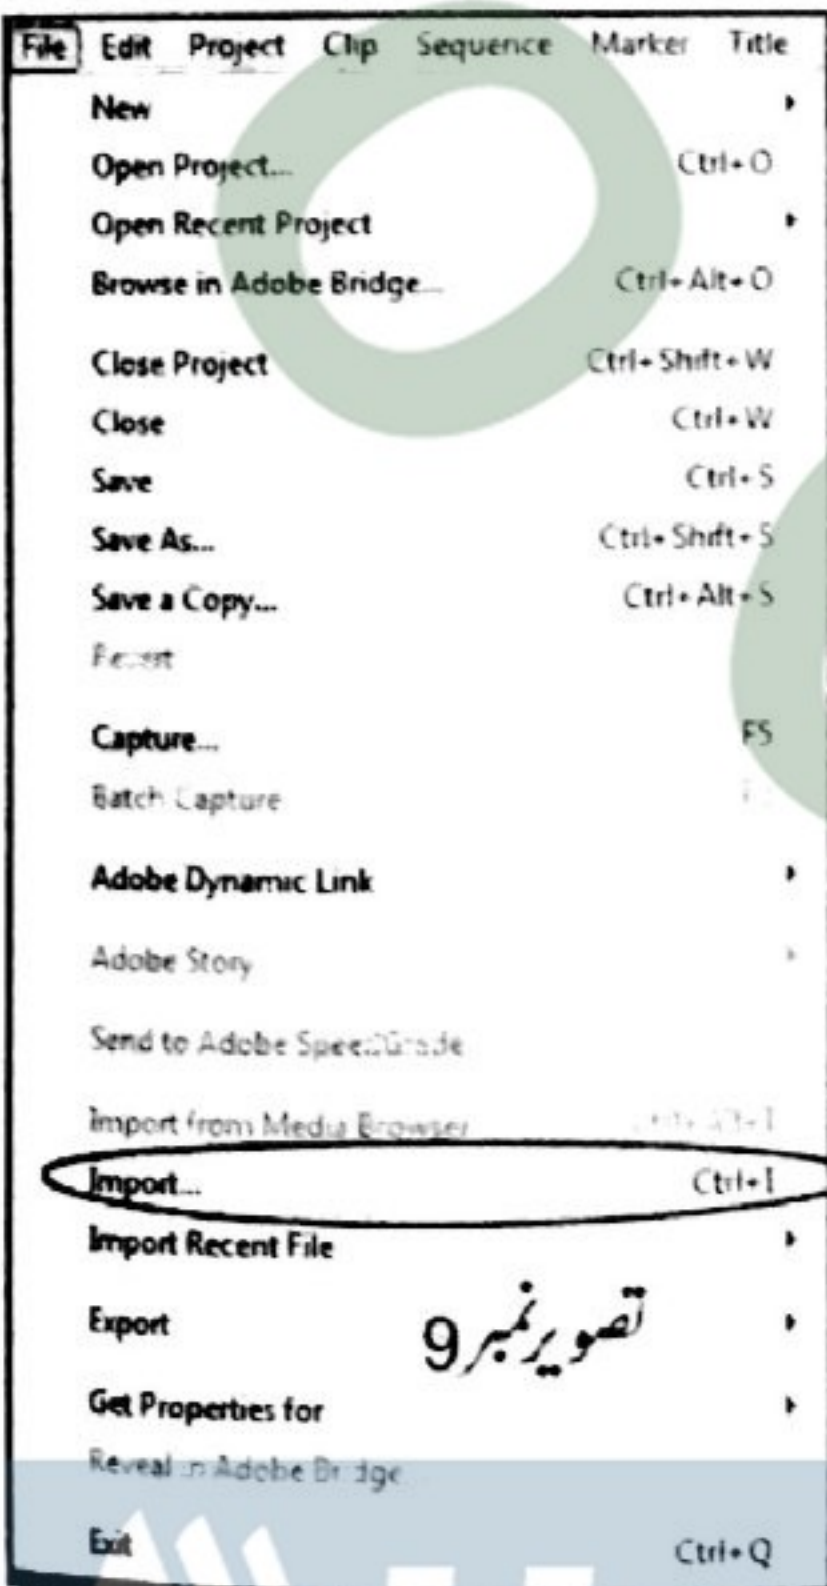 File Edit Project Clip Sequence Marker Title
New
Open Project... Ctrl+O
Open Recent Project
Browse in Adobe Bridge... Ctrl+Alt+O
Close Project Ctrl+Shift+W
Close Ctrl+W
Save Ctrl+S
Save As... Ctrl+Shift+S
Save a Copy... Ctrl+Alt+S
Revert
Capture... F5
Batch Capture
Adobe Dynamic Link
Adobe Story
Send to Adobe SpeedGrade
Import from Media Browser
Import... Ctrl+I
Import Recent File
Export
تصویر نمبر 9
Get Properties for
Reveal in Adobe Bridge
Exit Ctrl+Q